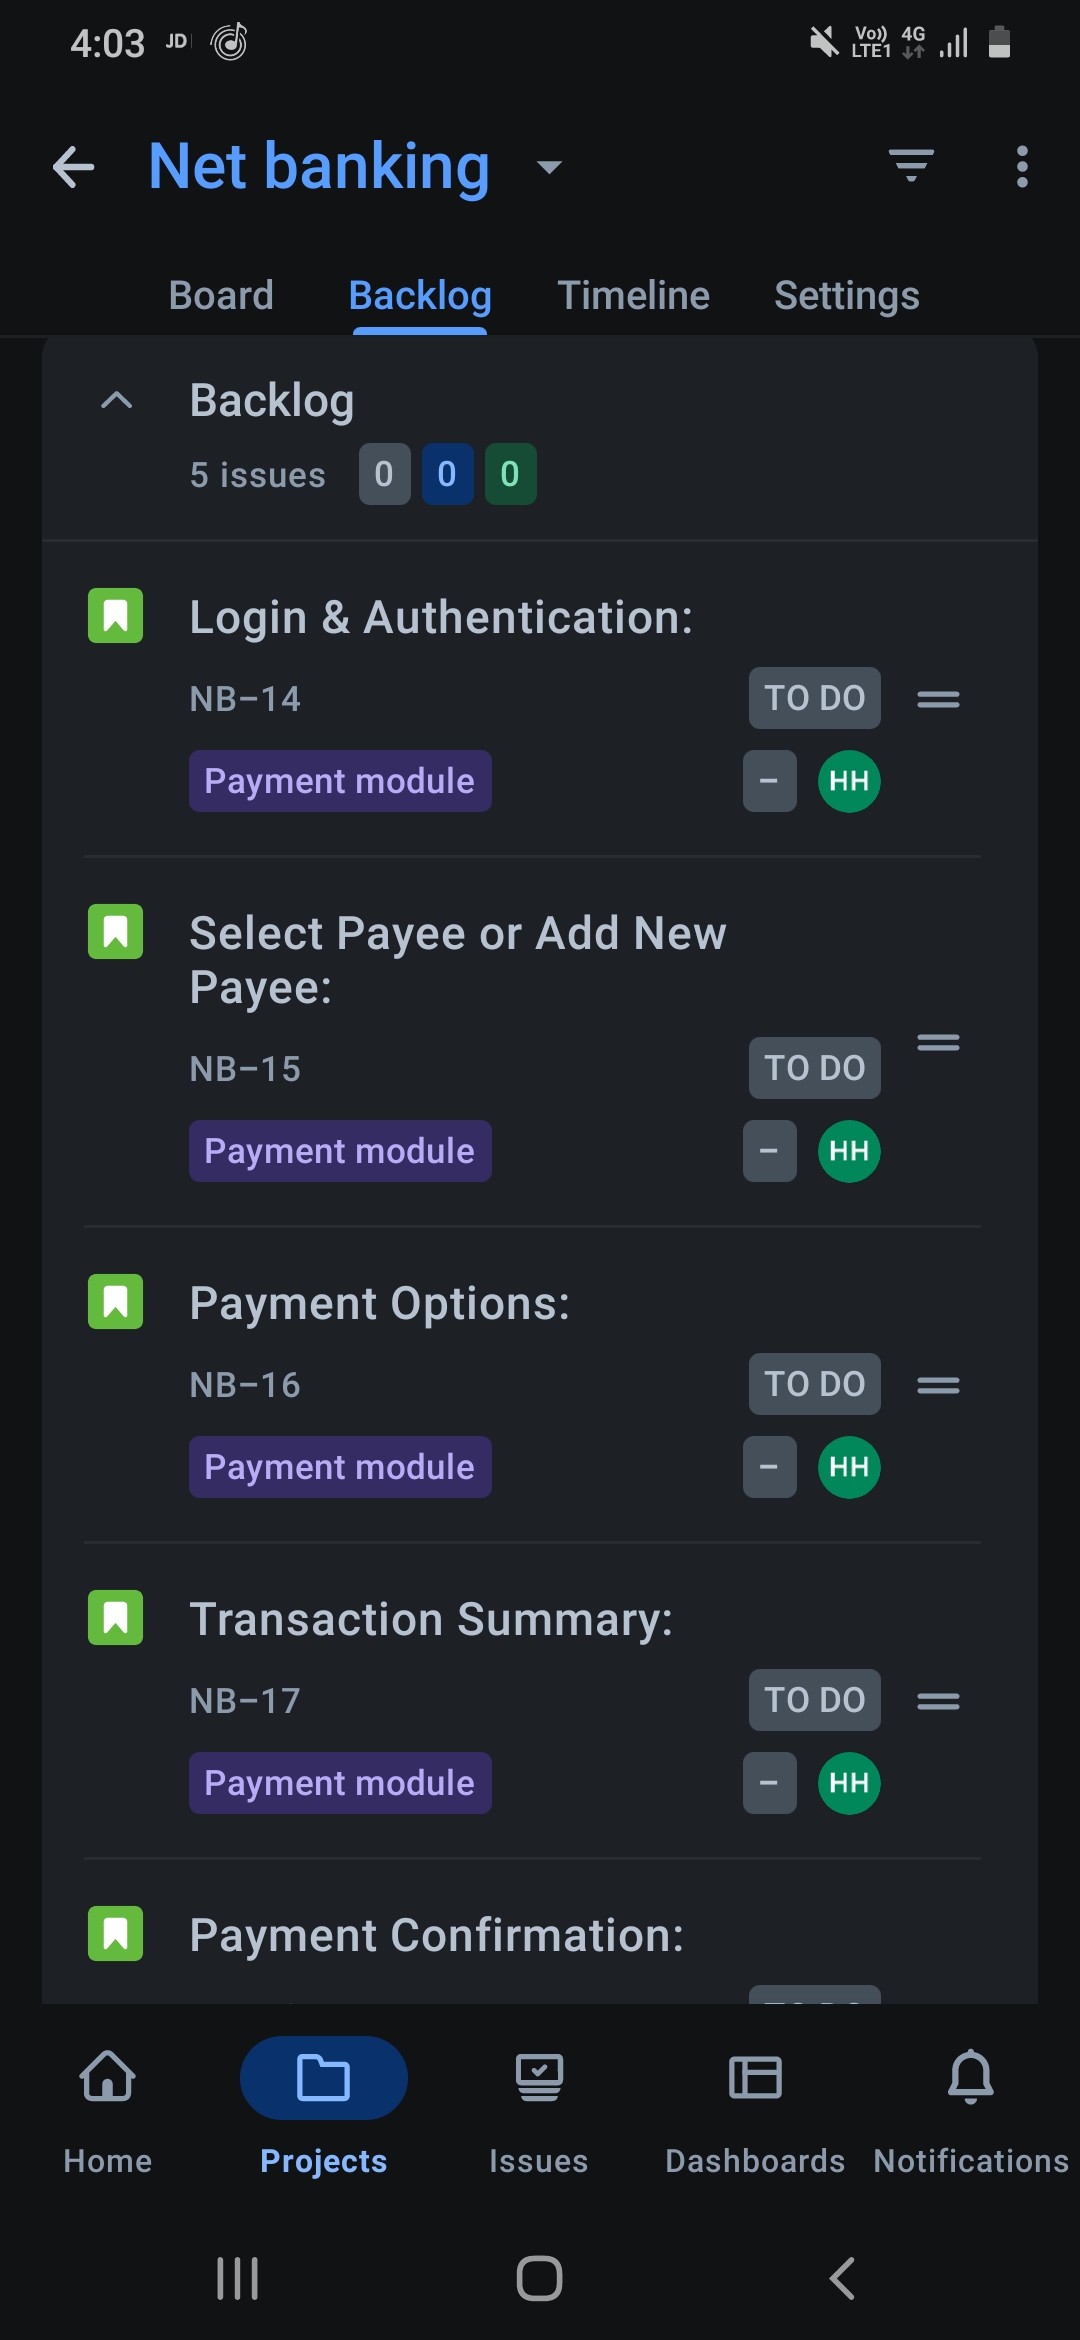 4:03 JD Vo)) LTE1 4G
Net banking
Board Backlog Timeline Settings
Backlog
5 issues 0 0 0
Login & Authentication:
NB-14 TO DO
Payment module - HH
Select Payee or Add New
Payee:
NB-15 TO DO
Payment module - HH
Payment Options:
NB-16 TO DO
Payment module - HH
Transaction Summary:
NB-17 TO DO
Payment module - HH
Payment Confirmation:
Home Projects Issues Dashboards Notifications